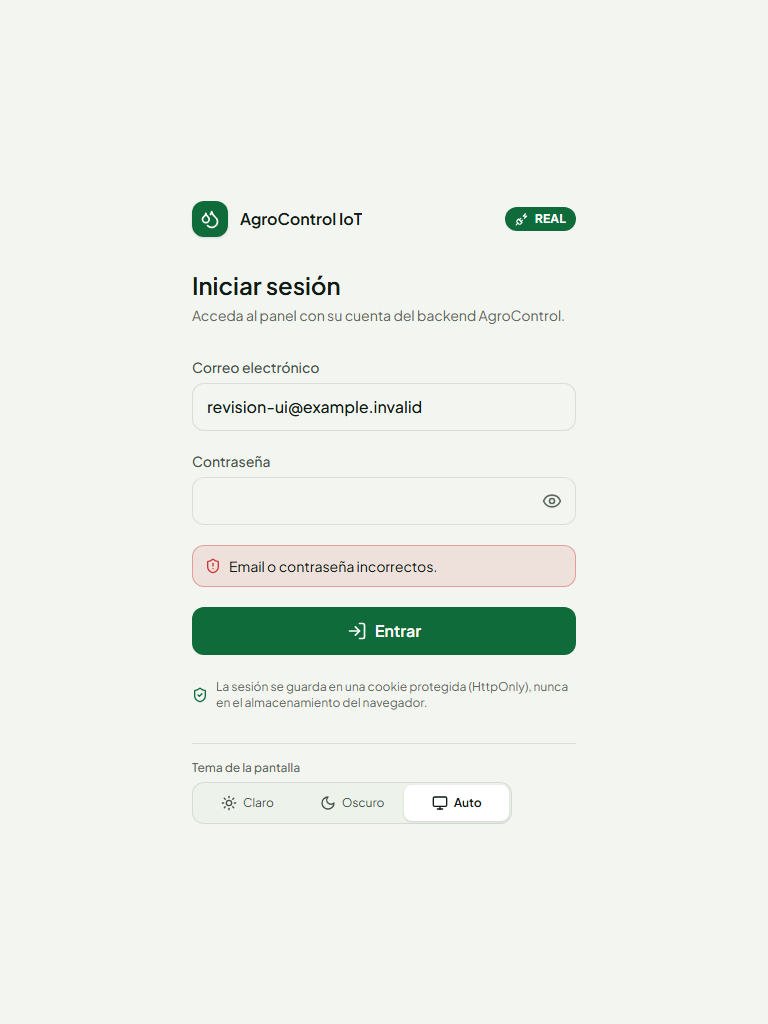 AgroControl IoT
REAL
Iniciar sesión
Acceda al panel con su cuenta del backend AgroControl.
Correo electrónico
revision-ui@example.invalid
Contraseña
Email o contraseña incorrectos.
Entrar
La sesión se guarda en una cookie protegida (HttpOnly), nunca
en el almacenamiento del navegador.
Tema de la pantalla
Claro
Oscuro
Auto